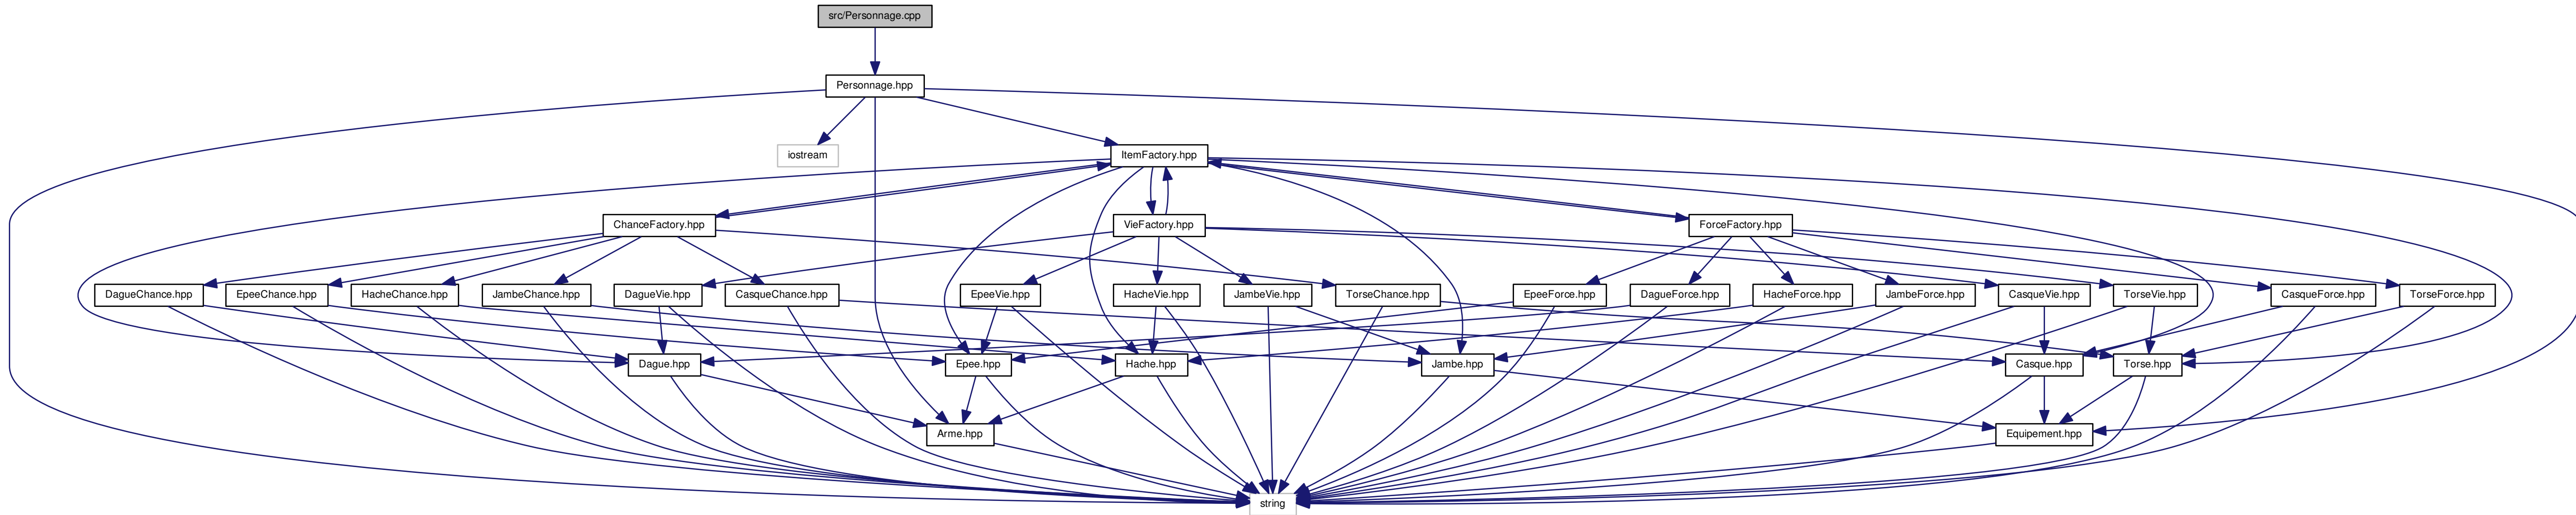 src/Personnage.cpp
Personnage.hpp
iostream
ItemFactory.hpp
ChanceFactory.hpp
VieFactory.hpp
ForceFactory.hpp
DagueChance.hpp
EpeeChance.hpp
HacheChance.hpp
JambeChance.hpp
DagueVie.hpp
CasqueChance.hpp
EpeeVie.hpp
HacheVie.hpp
JambeVie.hpp
TorseChance.hpp
EpeeForce.hpp
DagueForce.hpp
HacheForce.hpp
JambeForce.hpp
CasqueVie.hpp
TorseVie.hpp
CasqueForce.hpp
TorseForce.hpp
Dague.hpp
Epee.hpp
Hache.hpp
Jambe.hpp
Casque.hpp
Torse.hpp
Arme.hpp
Equipement.hpp
string